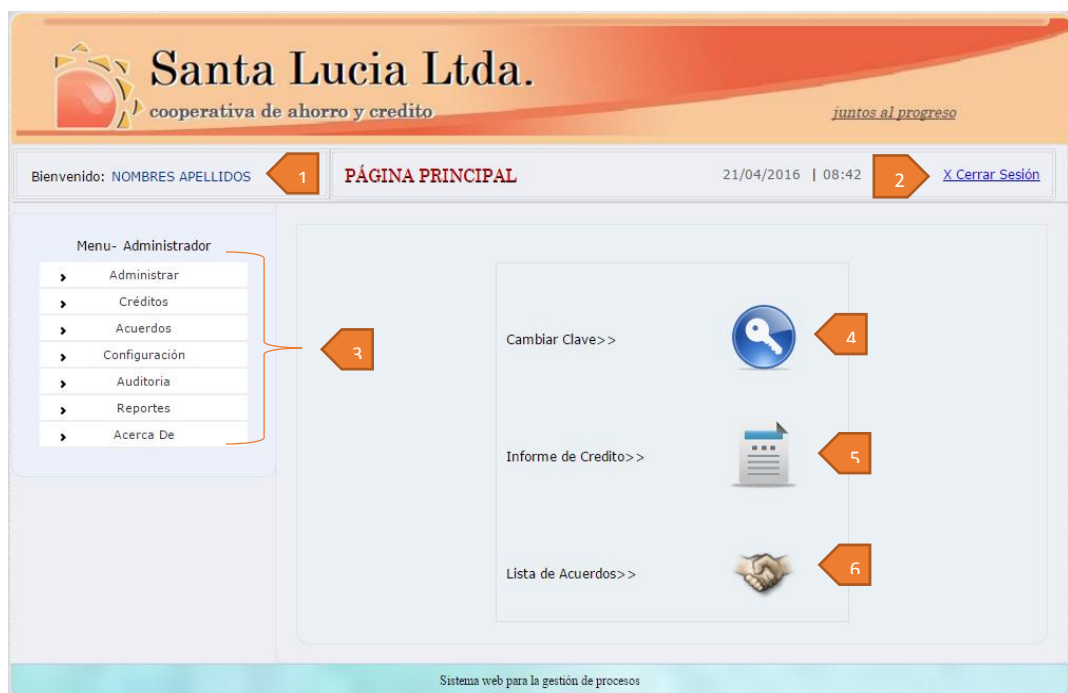 Santa Lucia Ltda.
cooperativa de ahorro y credito
juntos al progreso
Bienvenido: NOMBRES APELLIDOS
1
PÁGINA PRINCIPAL
21/04/2016 | 08:42
2
X Cerrar Sesión
Menu- Administrador
Administrar
Créditos
Acuerdos
Configuración
Auditoria
Reportes
Acerca De
3
Cambiar Clave>>
4
Informe de Credito>>
5
Lista de Acuerdos>>
6
Sistema web para la gestión de procesos